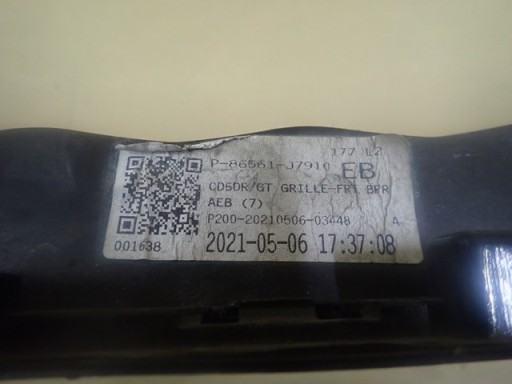 177 LZ
P-86561-J7910 EB
CD5DR/GT GRILLE-FRT BPR
AEB (7)
P200-20210506-03448 A
001638 2021-05-06 17:37:08